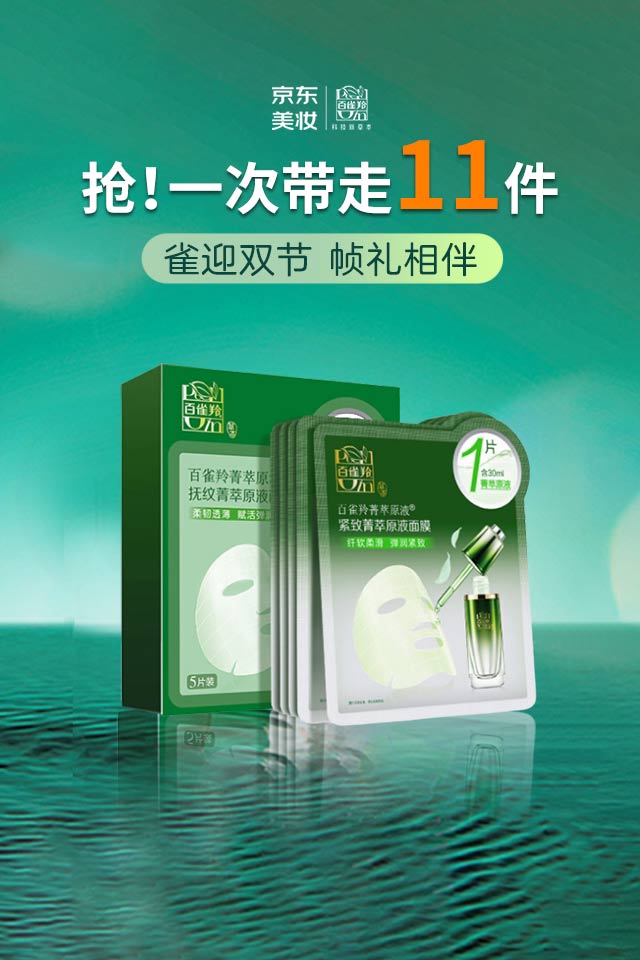 京东
美妆
百雀羚
科技新草本
抢!一次带走11件
雀迎双节 帧礼相伴
百雀羚
百雀羚菁萃原
抚纹菁萃原液
柔韧透薄 赋活弹
5片装
百雀羚
1片
含30ml
菁萃原液
百雀羚菁萃原液®
紧致菁萃原液面膜
纤软柔滑 弹润紧致